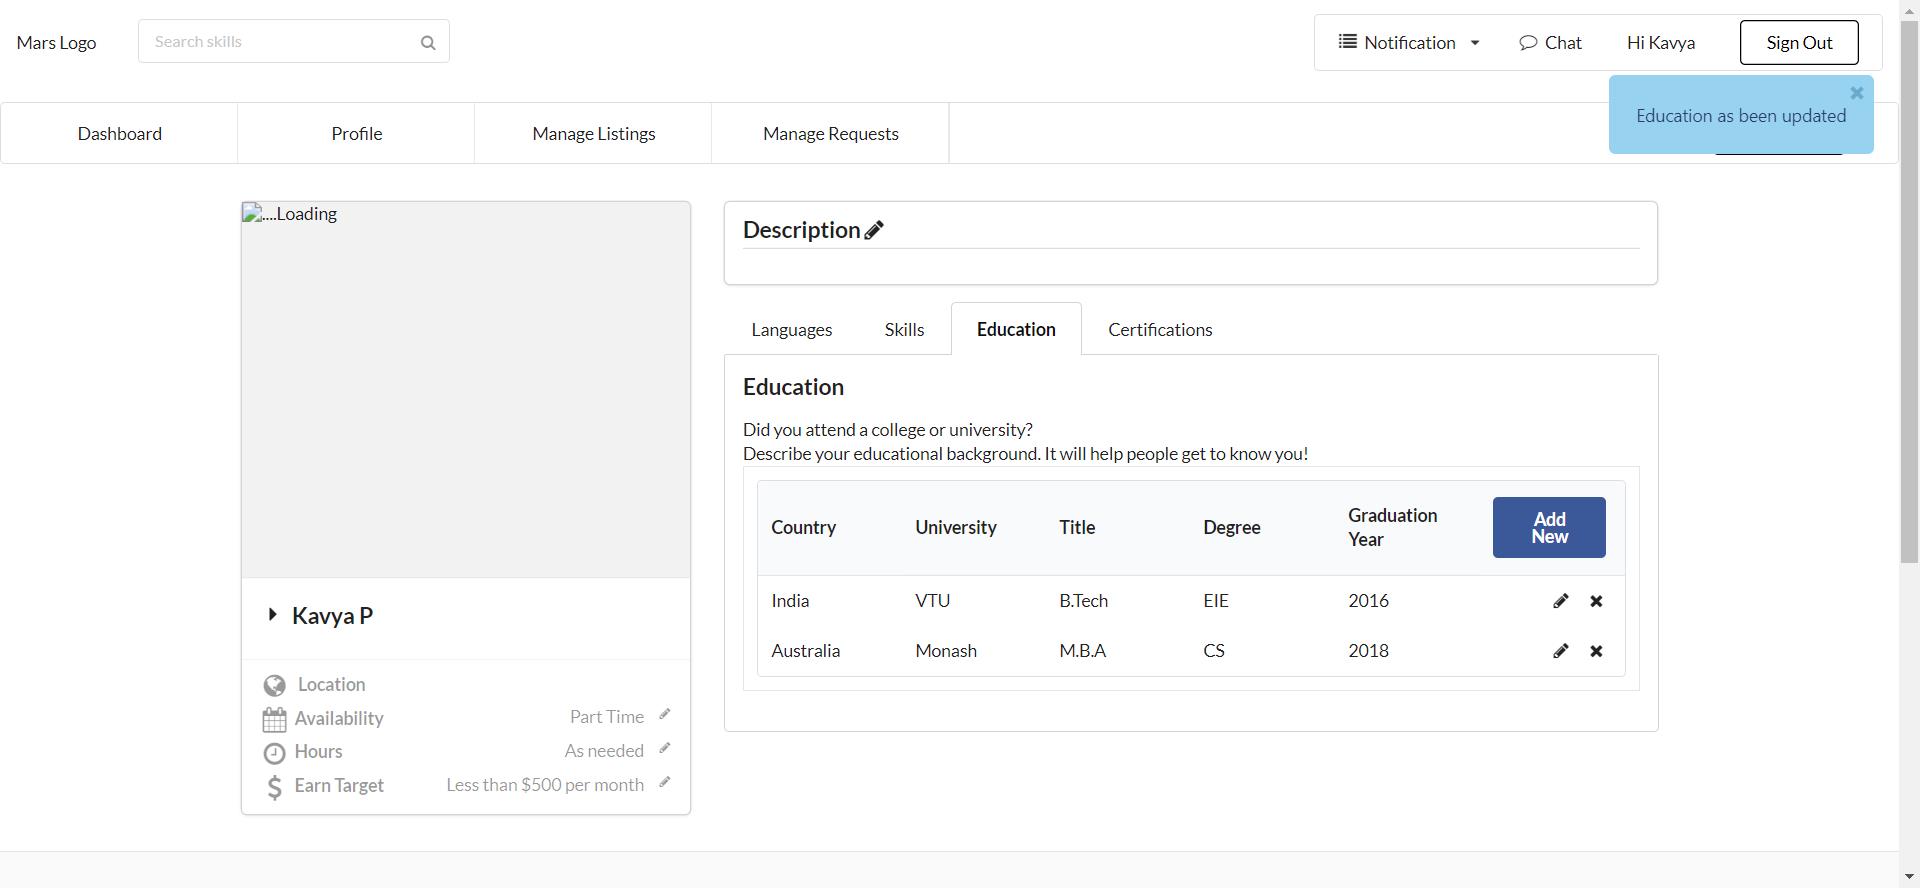 Mars Logo
Search skills
Notification
Chat
Hi Kavya
Sign Out
Education as been updated
Dashboard
Profile
Manage Listings
Manage Requests
....Loading
Description
Languages
Skills
Education
Certifications
Education
Did you attend a college or university?
Describe your educational background. It will help people get to know you!
Country University Title Degree Graduation Year
Add New
India VTU B.Tech EIE 2016
Australia Monash M.B.A CS 2018
Kavya P
Location
Availability Part Time
Hours As needed
Earn Target Less than $500 per month